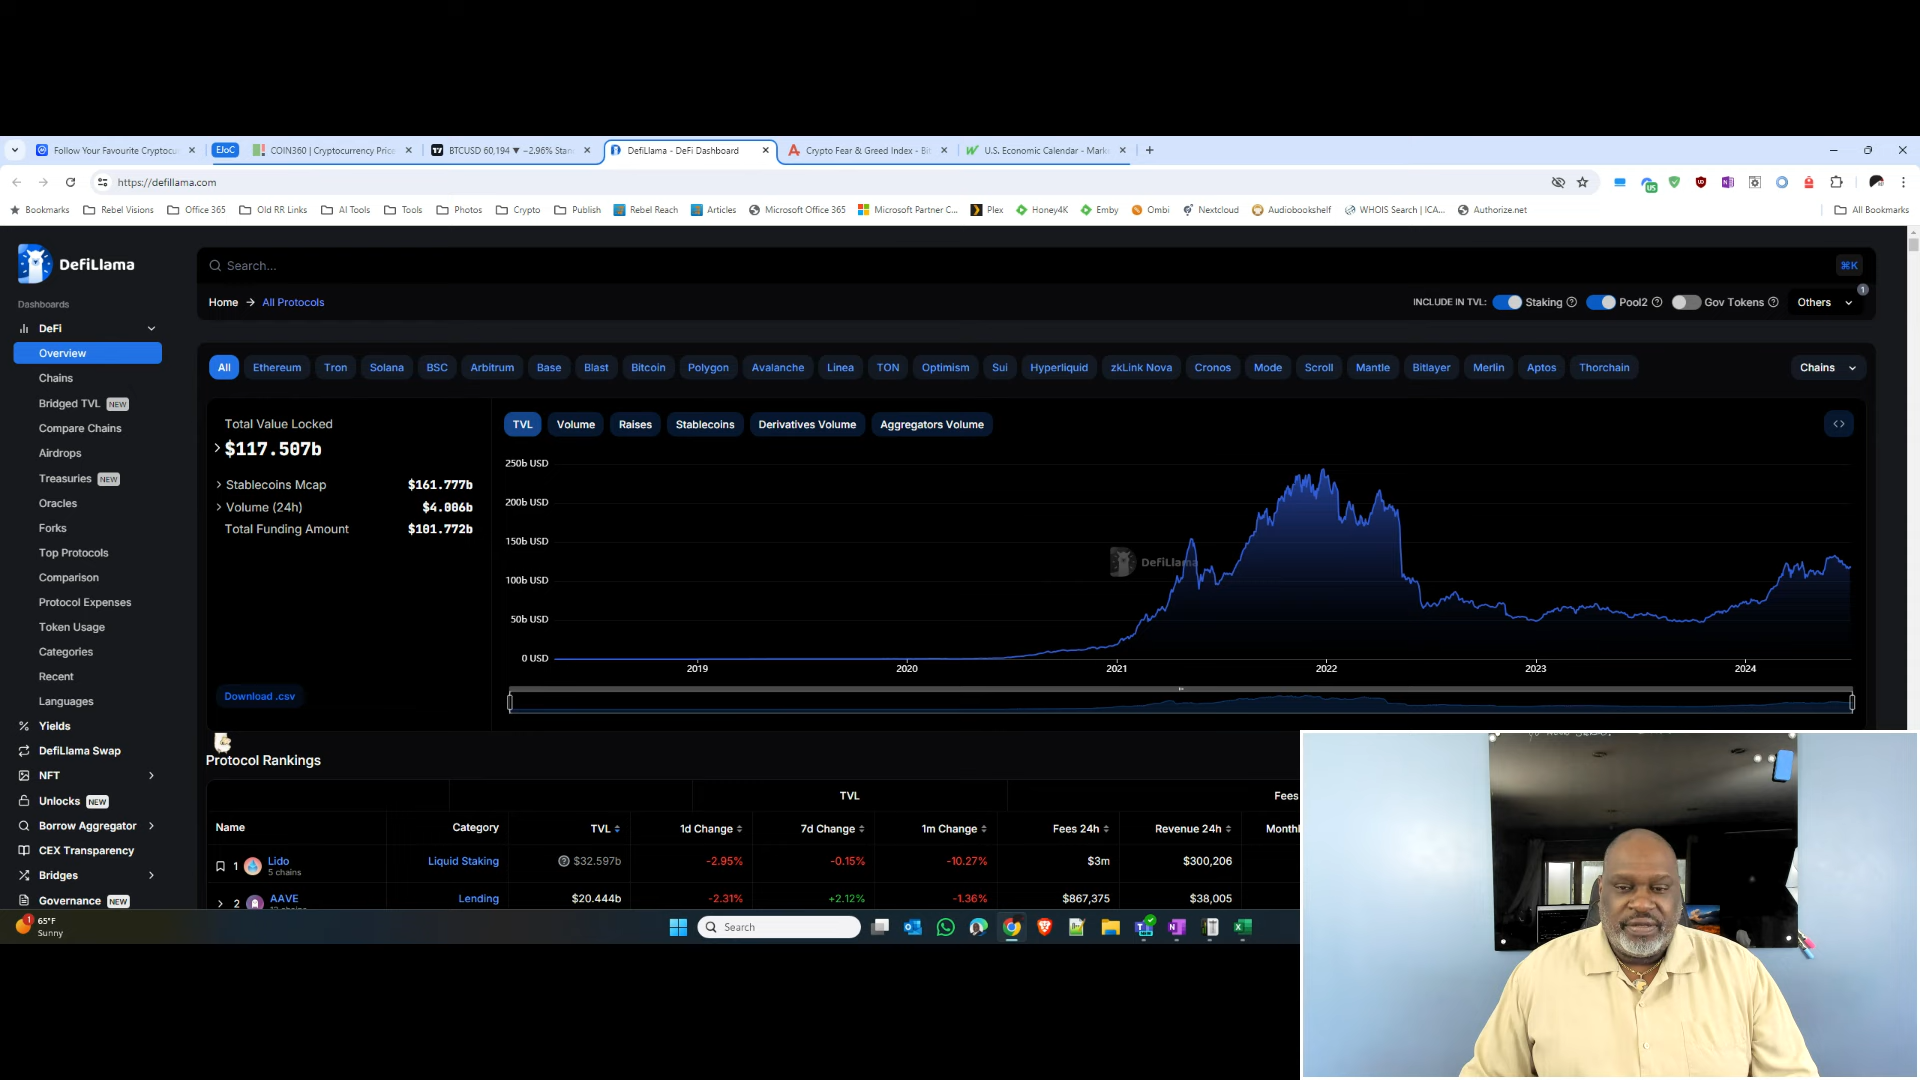 Follow Your Favourite Cryptocu
EJoC
COIN360 | Cryptocurrency Price
BTCUSD 60,194 ▼ −2.96% Stan
DefiLlama - DeFi Dashboard
Crypto Fear & Greed Index - Bit
U.S. Economic Calendar - Marke
https://defillama.com
Bookmarks
Rebel Visions
Office 365
Old RR Links
AI Tools
Tools
Photos
Crypto
Publish
Rebel Reach
Articles
Microsoft Office 365
Microsoft Partner C...
Plex
Honey4K
Emby
Ombi
Nextcloud
Audiobookshelf
WHOIS Search | ICA...
Authorize.net
All Bookmarks
DefiLlama
Search...
⌘K
Home → All Protocols
INCLUDE IN TVL:
Staking
Pool2
Gov Tokens
Others
1
Dashboards
DeFi
Overview
Chains
Bridged TVL NEW
Compare Chains
Airdrops
Treasuries NEW
Oracles
Forks
Top Protocols
Comparison
Protocol Expenses
Token Usage
Categories
Recent
Languages
Yields
DefiLlama Swap
NFT
Unlocks NEW
Borrow Aggregator
CEX Transparency
Bridges
Governance NEW
All Ethereum Tron Solana BSC Arbitrum Base Blast Bitcoin Polygon Avalanche Linea TON Optimism Sui Hyperliquid zkLink Nova Cronos Mode Scroll Mantle Bitlayer Merlin Aptos Thorchain
Chains
Total Value Locked
$117.507b
Stablecoins Mcap $161.777b
Volume (24h) $4.006b
Total Funding Amount $101.772b
Download .csv
TVL Volume Raises Stablecoins Derivatives Volume Aggregators Volume
250b USD
200b USD
150b USD
100b USD
50b USD
0 USD
DefiLlama
2019 2020 2021 2022 2023 2024
Protocol Rankings
TVL Fees
Name Category TVL 1d Change 7d Change 1m Change Fees 24h Revenue 24h Month
1 Lido Liquid Staking $32.597b -2.95% -0.15% -10.27% $3m $300,206
5 chains
2 AAVE Lending $20.444b -2.31% +2.12% -1.36% $867,375 $38,005
65°F
Sunny
Search